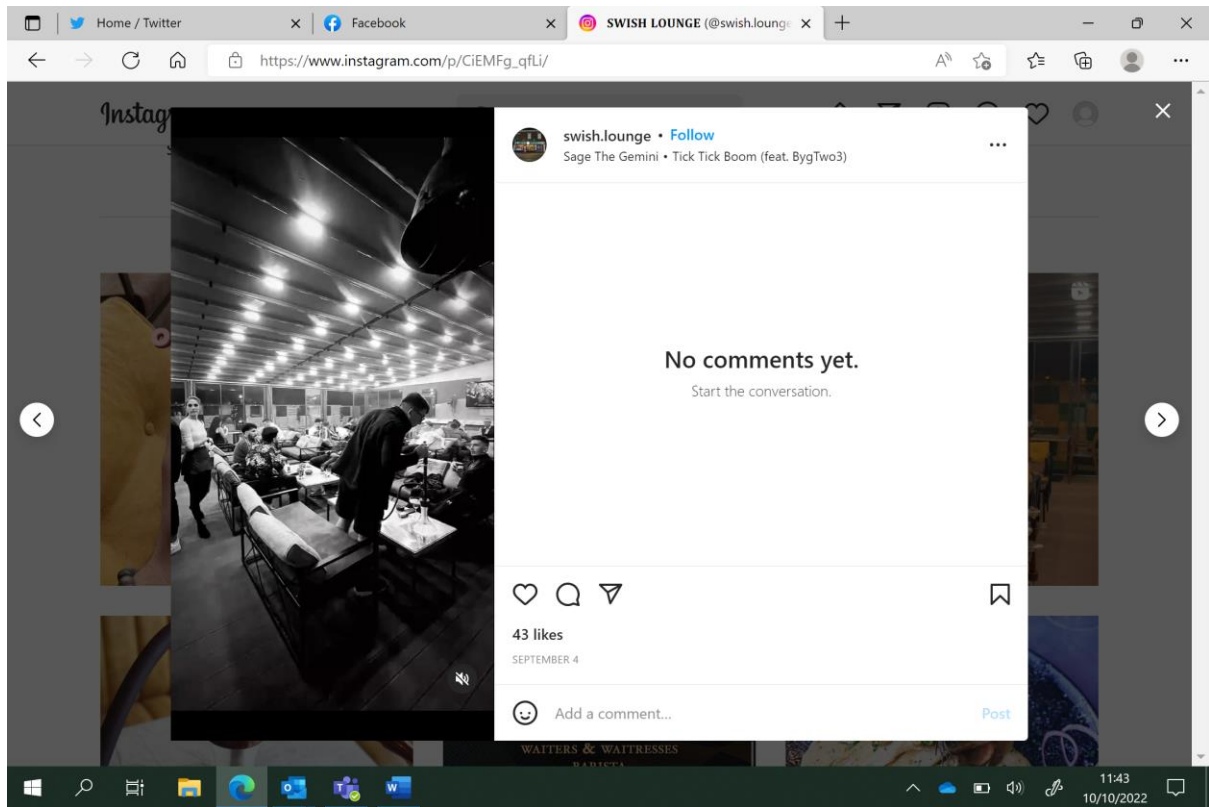 Home / Twitter
Facebook
SWISH LOUNGE (@swish.lounge
https://www.instagram.com/p/CiEMFg_qfLi/
Instag
swish.lounge • Follow
Sage The Gemini • Tick Tick Boom (feat. BygTwo3)
No comments yet.
Start the conversation.
43 likes
SEPTEMBER 4
Add a comment...
Post
WAITERS & WAITRESSES
BARISTA
11:43
10/10/2022